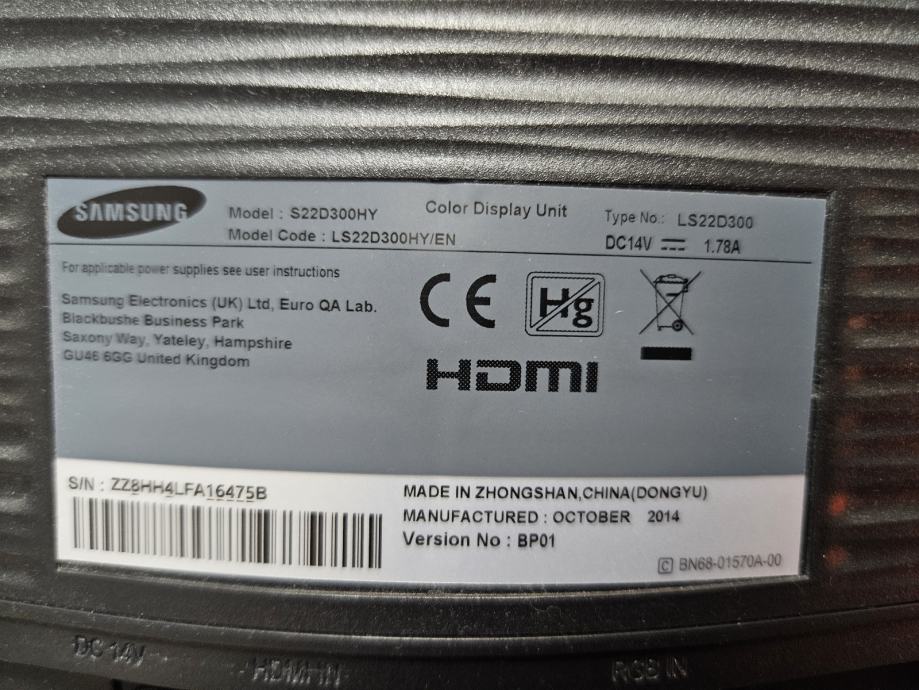 SAMSUNG
Model : S22D300HY
Model Code : LS22D300HY/EN
Color Display Unit
Type No.: LS22D300
DC14V 1.78A
For applicable power supplies see user instructions
Samsung Electronics (UK) Ltd, Euro QA Lab.
Blackbushe Business Park
Saxony Way, Yateley, Hampshire
GU46 6GG United Kingdom
CE
Hg
HDMI
S/N : ZZ8HH4LFA16475B
MADE IN ZHONGSHAN,CHINA(DONGYU)
MANUFACTURED : OCTOBER 2014
Version No : BP01
C BN68-01570A-00
DC 14V
HDMI IN
RGB IN